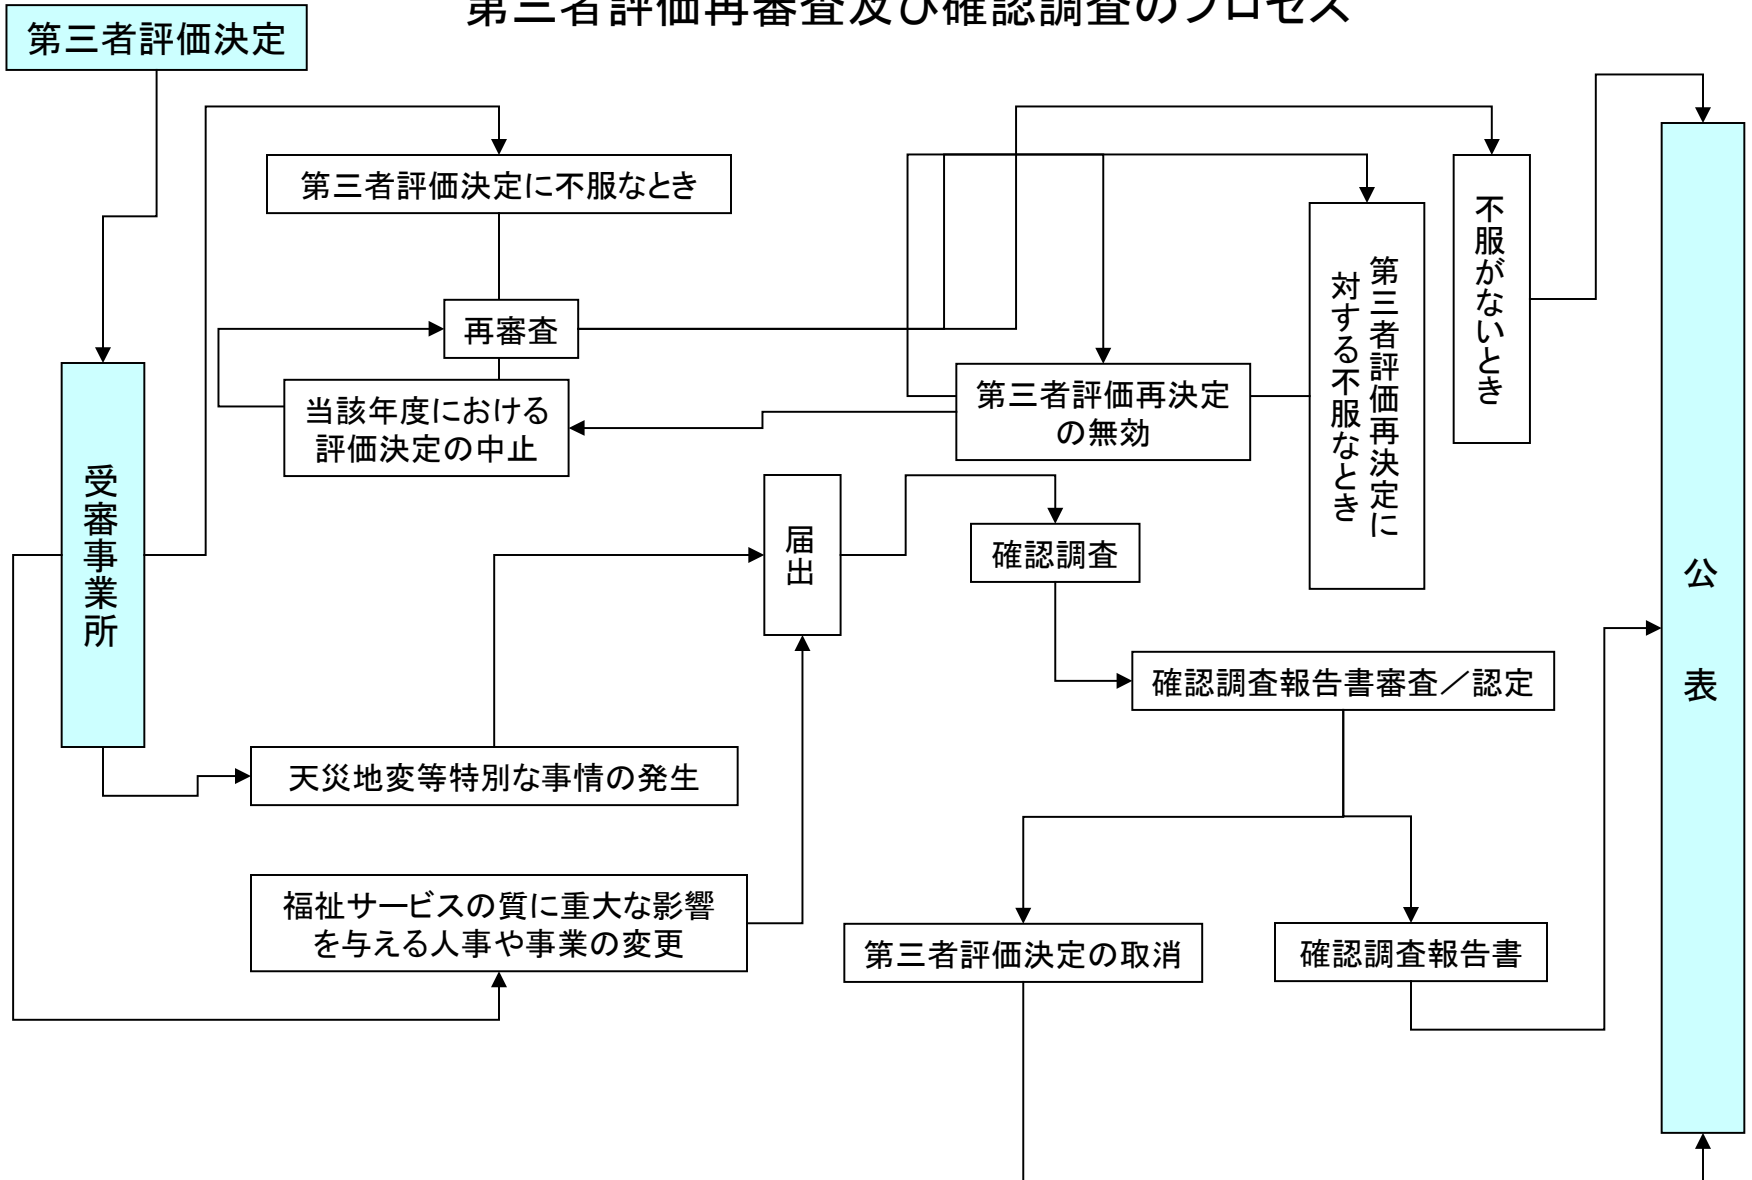 第三者評価再審査及び確認調査のプロセス
第三者評価決定
第三者評価決定に不服なとき
再審査
当該年度における
評価決定の中止
第三者評価再決定
の無効
第三者評価再決定に
対する不服なとき
不服がないとき
受審事業所
届出
確認調査
確認調査報告書審査／認定
公表
天災地変等特別な事情の発生
福祉サービスの質に重大な影響
を与える人事や事業の変更
第三者評価決定の取消
確認調査報告書